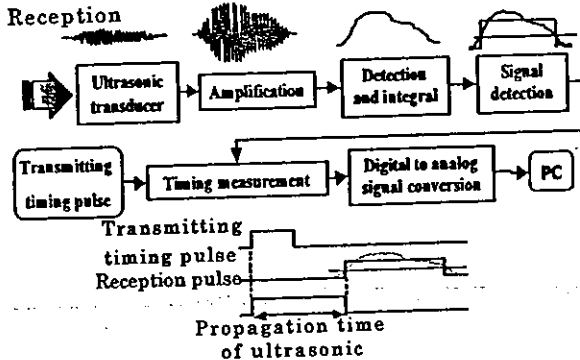 Reception
Ultrasonic
transducer
Amplification
Detection
and integral
Signal
detection
Transmitting
timing pulse
Timing measurement
Digital to analog
signal conversion
PC
Transmitting
timing pulse
Reception pulse
Propagation time
of ultrasonic